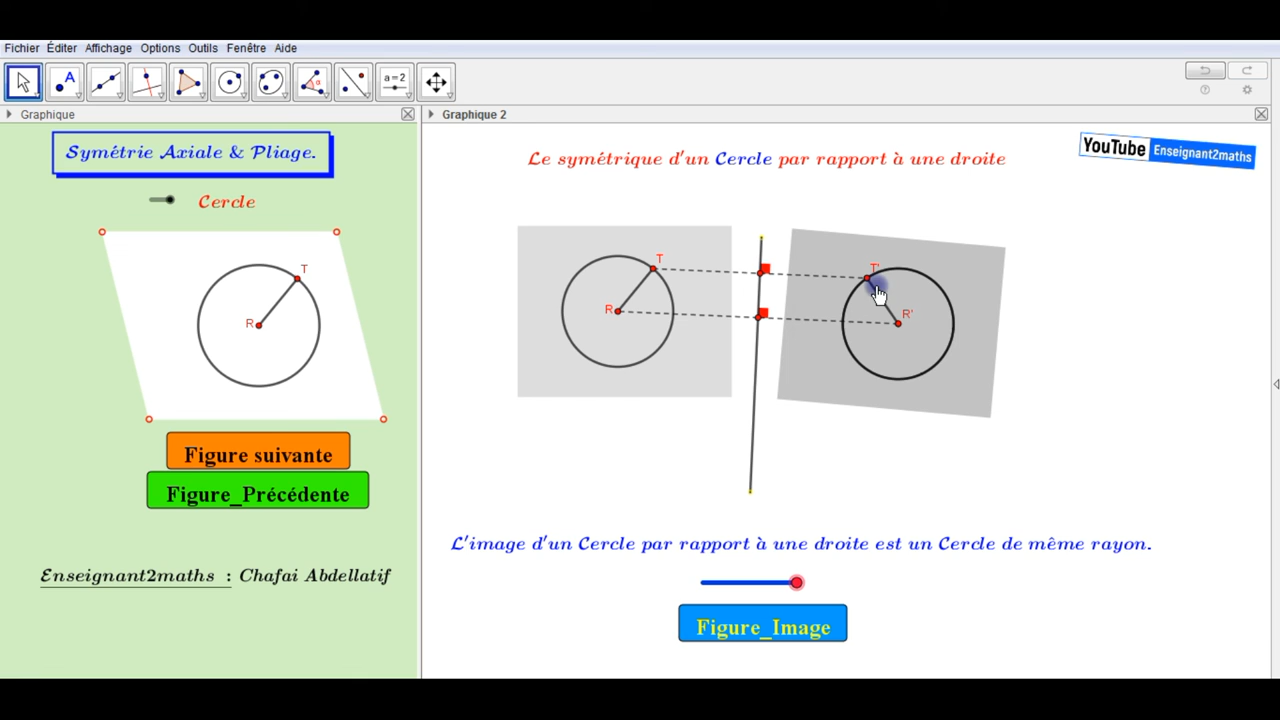 Fichier Éditer Affichage Options Outils Fenêtre Aide
A
α
a=2
Graphique
Graphique 2
Symétrie Axiale & Pliage.
Cercle
T
R
Figure suivante
Figure_Précédente
Enseignant2maths : Chafai Abdellatif
Le symétrique d'un Cercle par rapport à une droite
YouTube Enseignant2maths
T
T'
R
R'
L'image d'un Cercle par rapport à une droite est un Cercle de même rayon.
Figure_Image